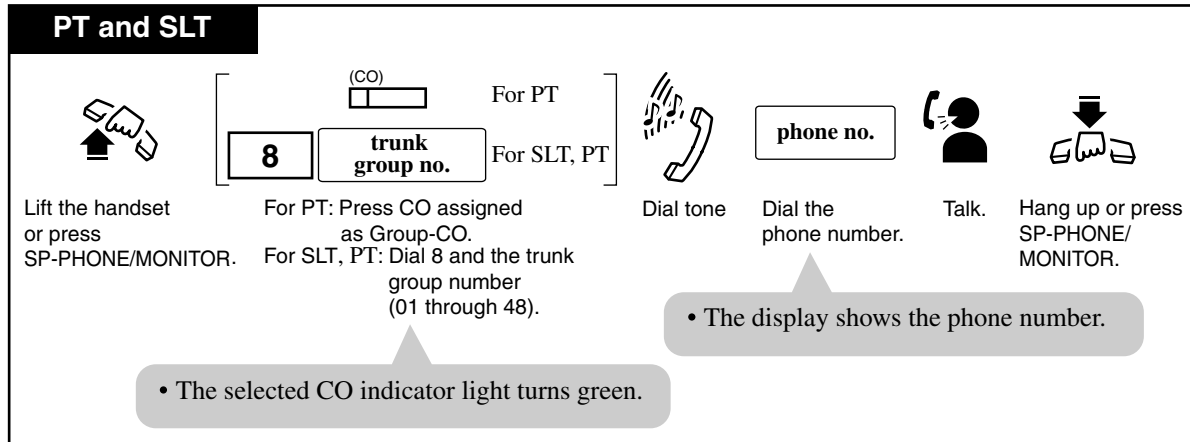 PT and SLT
(CO)
For PT
8
trunk
group no.
For SLT, PT
phone no.
Lift the handset
or press
SP-PHONE/MONITOR.
For PT: Press CO assigned
as Group-CO.
For SLT, PT: Dial 8 and the trunk
group number
(01 through 48).
Dial tone
Dial the
phone number.
Talk.
Hang up or press
SP-PHONE/
MONITOR.
• The display shows the phone number.
• The selected CO indicator light turns green.